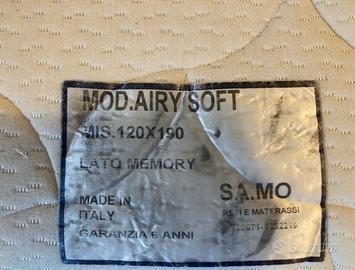 MOD.AIRY SOFT
MIS.120X190
LATO MEMORY
MADE IN
ITALY
GARANZIA 6 ANNI
SA.MO
RETI E MATERASSI